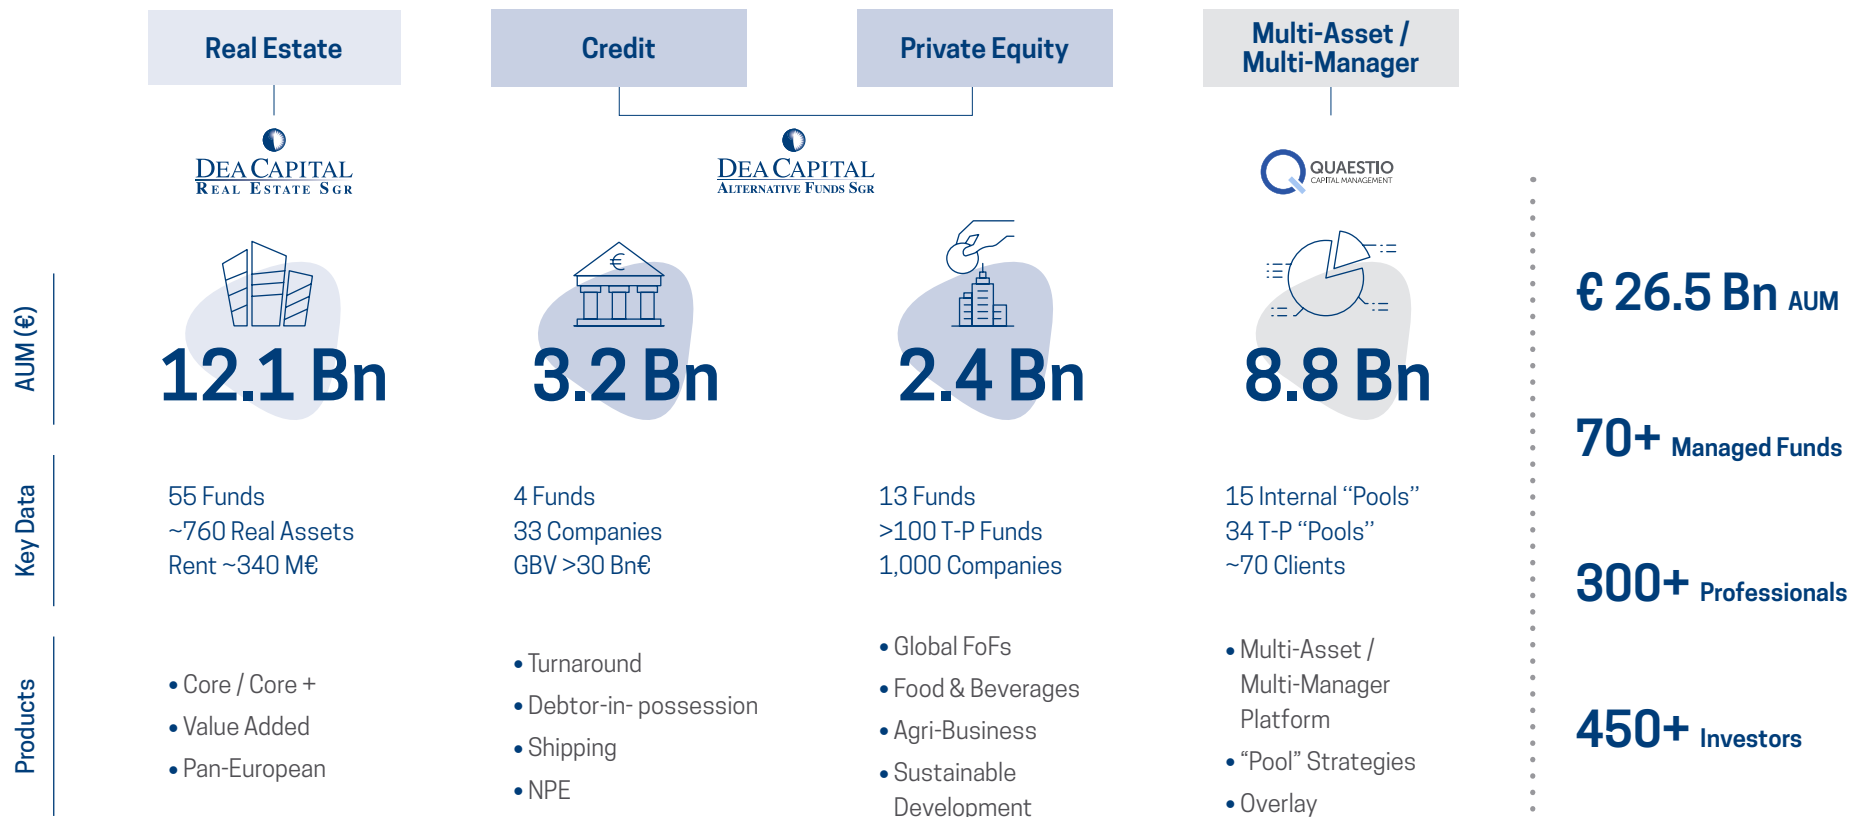 Real Estate
Credit
Private Equity
Multi-Asset /
Multi-Manager
DEA CAPITAL
REAL ESTATE SGR
DEA CAPITAL
ALTERNATIVE FUNDS SGR
QUAESTIO
CAPITAL MANAGEMENT
AUM (€)
€
12.1 Bn
3.2 Bn
2.4 Bn
8.8 Bn
€ 26.5 Bn AUM
70+ Managed Funds
300+ Professionals
450+ Investors
Key Data
55 Funds
~760 Real Assets
Rent ~340 M€
4 Funds
33 Companies
GBV >30 Bn€
13 Funds
>100 T-P Funds
1,000 Companies
15 Internal “Pools”
34 T-P “Pools”
~70 Clients
Products
• Core / Core +
• Value Added
• Pan-European
• Turnaround
• Debtor-in- possession
• Shipping
• NPE
• Global FoFs
• Food & Beverages
• Agri-Business
• Sustainable
Development
• Multi-Asset /
Multi-Manager
Platform
• “Pool” Strategies
• Overlay